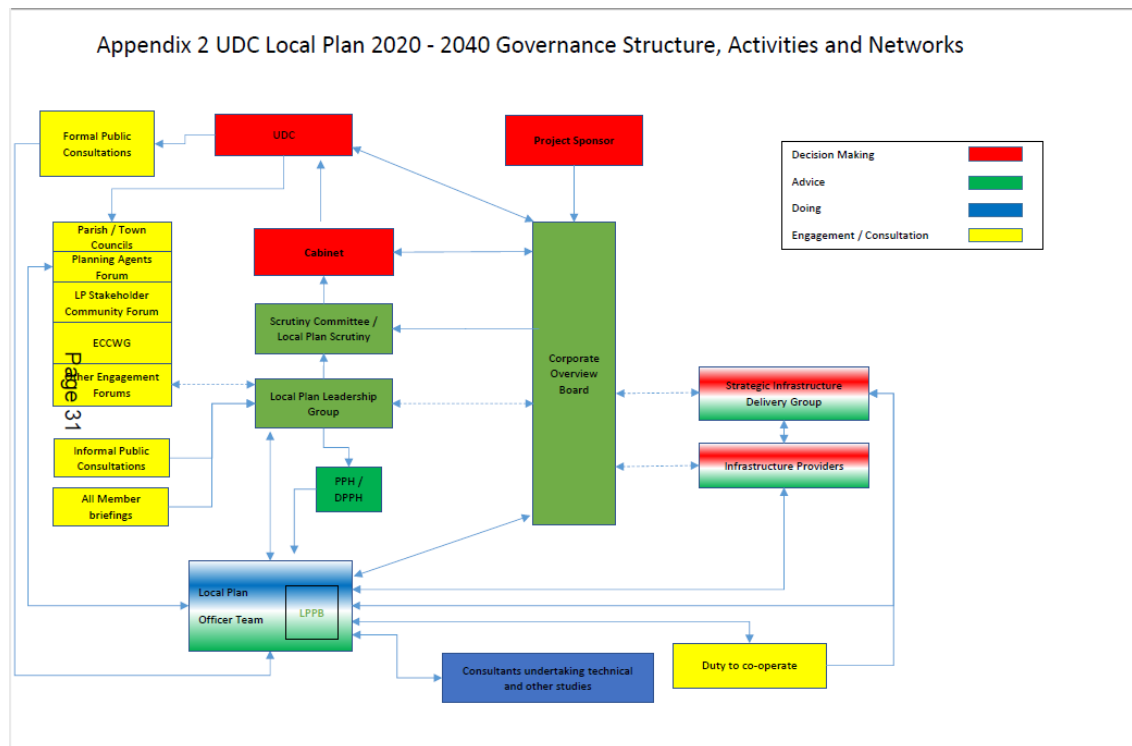 Appendix 2 UDC Local Plan 2020 - 2040 Governance Structure, Activities and Networks
Formal Public
Consultations
UDC
Project Sponsor
Decision Making
Advice
Doing
Engagement / Consultation
Parish / Town
Councils
Planning Agents
Forum
LP Stakeholder
Community Forum
ECCWG
Engagement
Forums
Page 31
Informal Public
Consultations
All Member
briefings
Cabinet
Scrutiny Committee /
Local Plan Scrutiny
Local Plan Leadership
Group
PPH /
DPPH
Corporate
Overview
Board
Strategic Infrastructure
Delivery Group
Infrastructure Providers
Local Plan
Officer Team
LPPB
Consultants undertaking technical
and other studies
Duty to co-operate